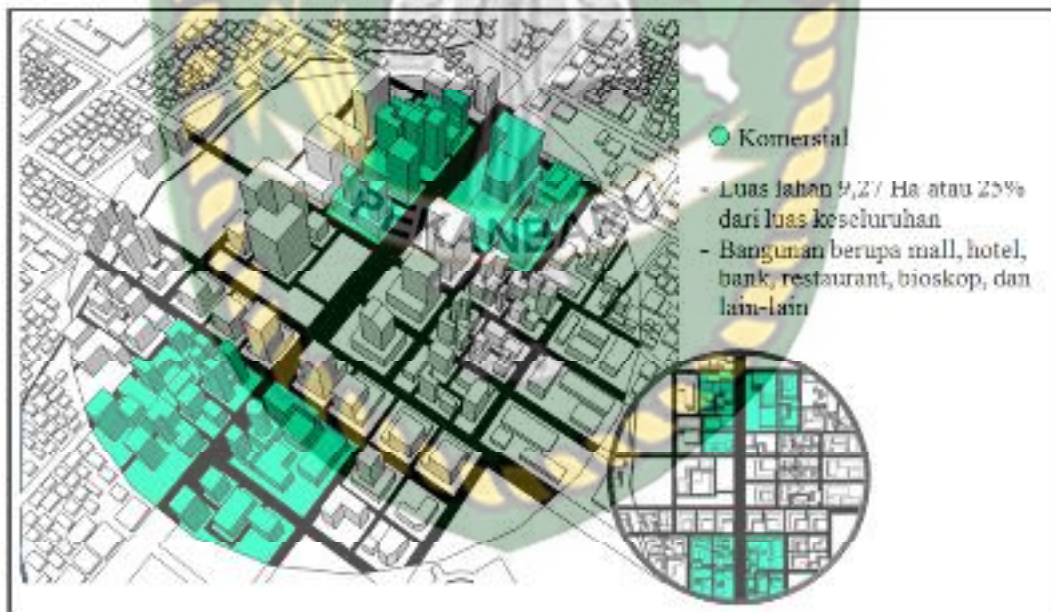 PEKANBARU
Komersial
- Luas lahan 9,27 Ha atau 25%
dari luas keseluruhan
- Bangunan berupa mall, hotel,
bank, restaurant, bioskop, dan
lain-lain